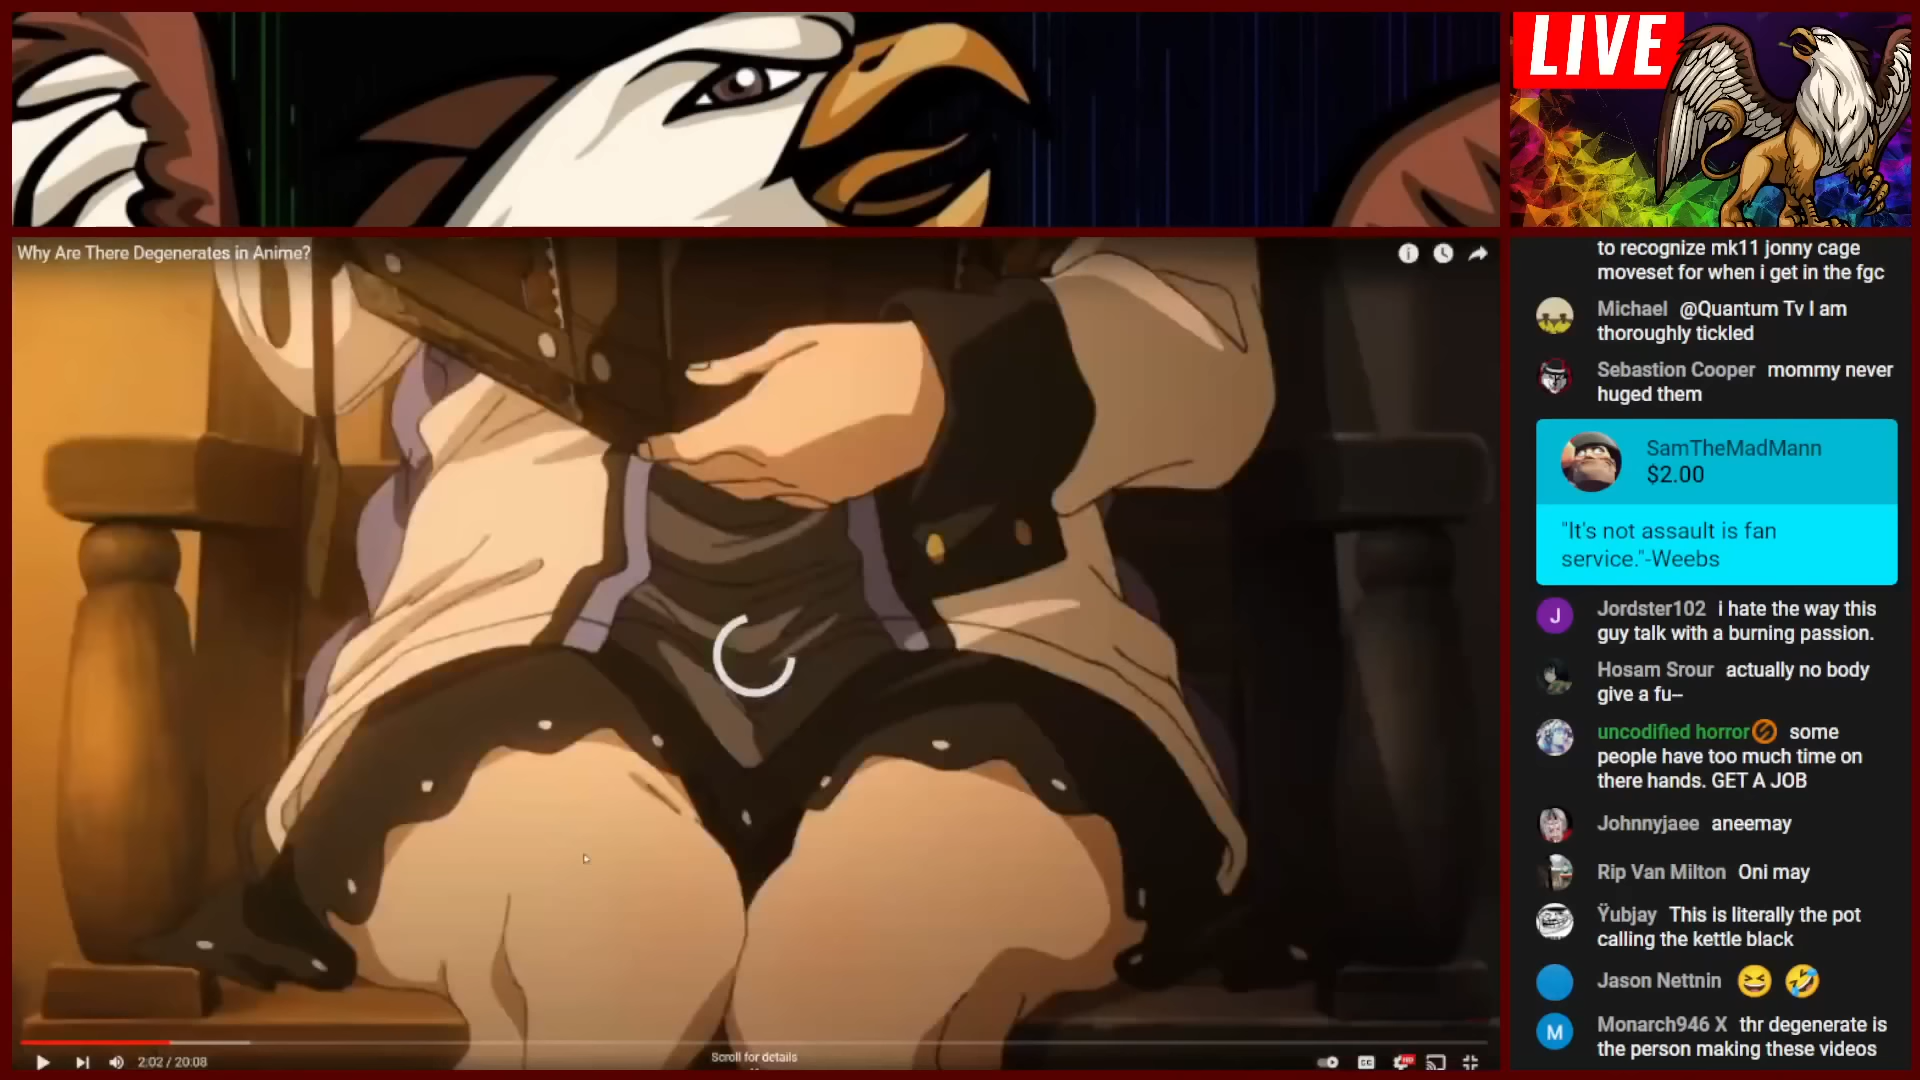 LIVE
Why Are There Degenerates in Anime?
to recognize mk11 jonny cage
moveset for when i get in the fgc
Michael @Quantum Tv I am
thoroughly tickled
Sebastion Cooper mommy never
huged them
SamTheMadMann
$2.00
"It's not assault is fan
service."-Weebs
J
Jordster102 i hate the way this
guy talk with a burning passion.
Hosam Srour actually no body
give a fu--
uncodified horror some
people have too much time on
there hands. GET A JOB
Johnnyjaee aneemay
Rip Van Milton Oni may
Ÿubjay This is literally the pot
calling the kettle black
Jason Nettnin
M
Monarch946 X thr degenerate is
the person making these videos
2:02 / 20:08
Scroll for details
CC
HD